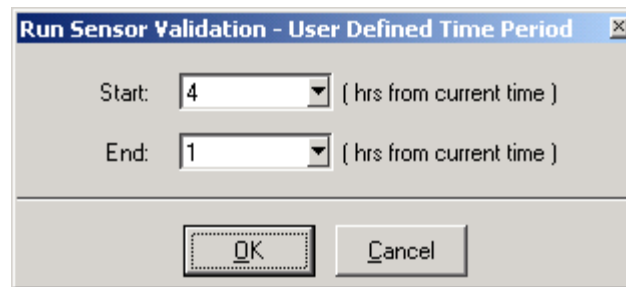 Run Sensor Validation - User Defined Time Period
Start: 4 ( hrs from current time )
End: 1 ( hrs from current time )
OK Cancel